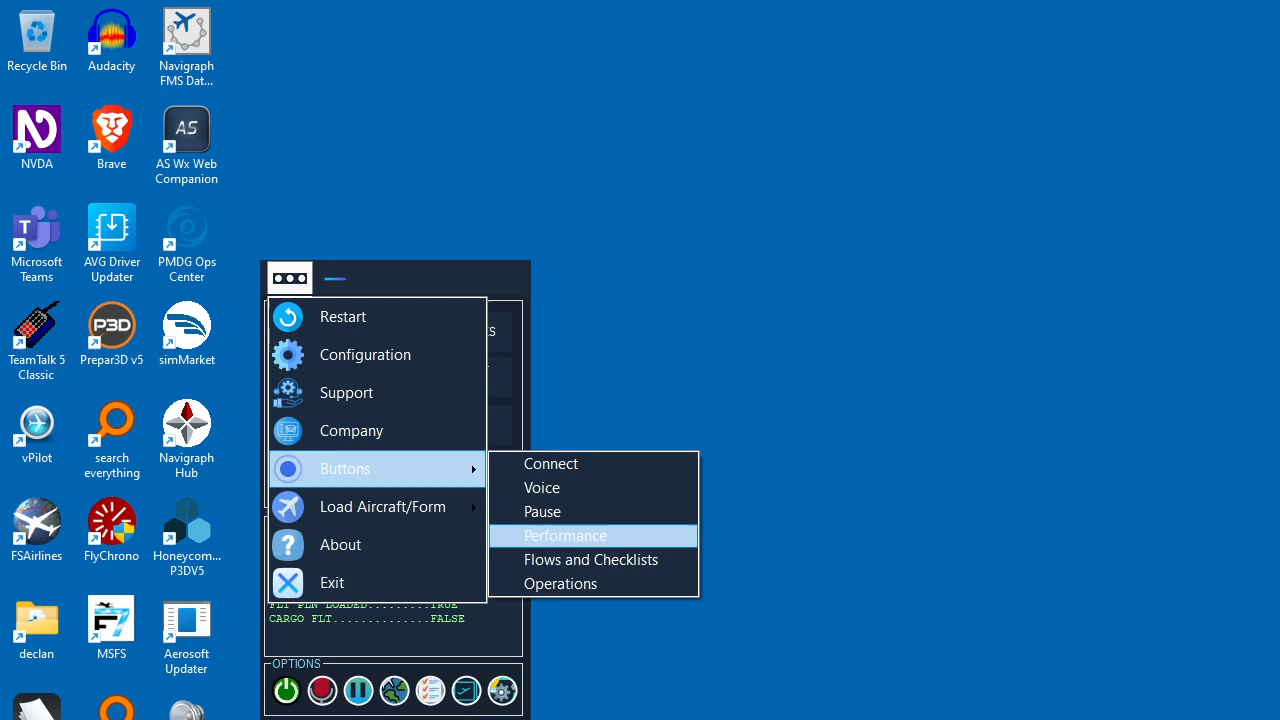 Recycle Bin
Audacity
Navigraph
FMS Dat...
NVDA
Brave
AS
AS Wx Web
Companion
Microsoft
Teams
AVG Driver
Updater
PMDG Ops
Center
TeamTalk 5
Classic
P3D
Prepar3D v5
simMarket
vPilot
search
everything
Navigraph
Hub
FSAirlines
FlyChrono
Honeycom...
P3DV5
declan
F7
MSFS
Aerosoft
Updater
Restart
Configuration
Support
Company
Buttons
Load Aircraft/Form
About
Exit
Connect
Voice
Pause
Performance
Flows and Checklists
Operations
FLT PLN LOADED.........TRUE
CARGO FLT..............FALSE
OPTIONS